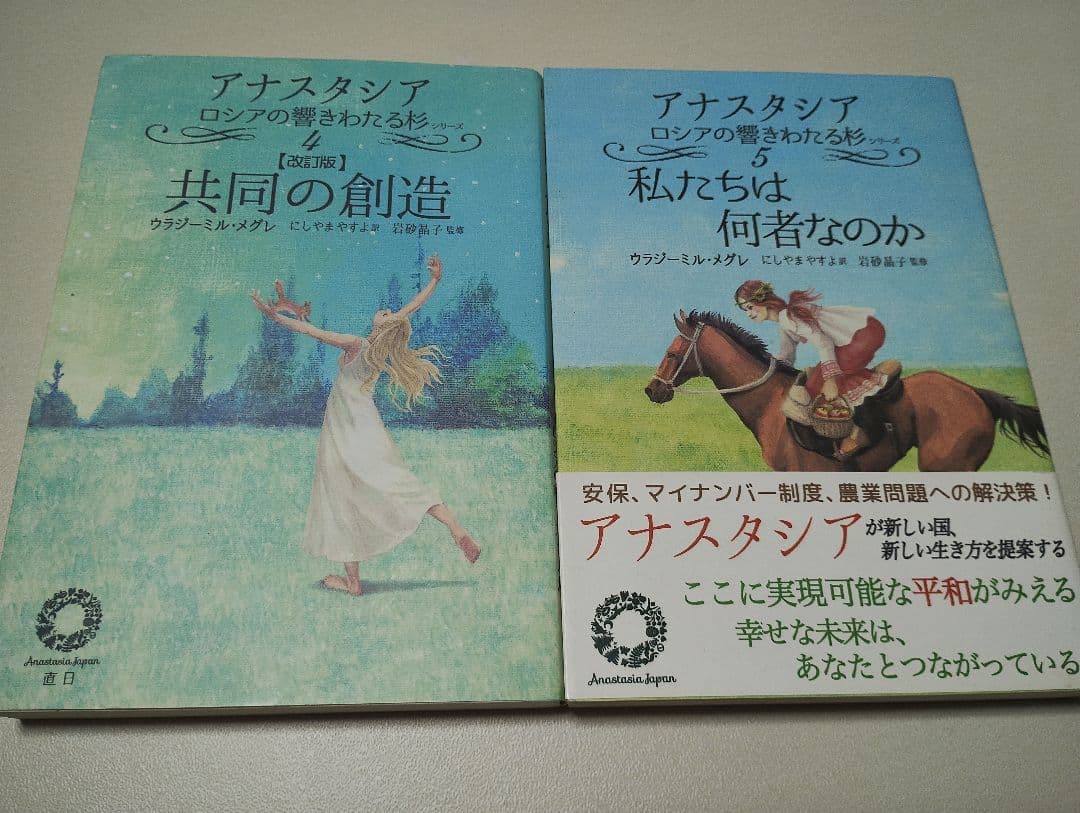 アナスタシア
ロシアの響きわたる杉 シリーズ
4
【改訂版】
共同の創造
ウラジーミル・メグレ にしやまやすよ 訳 岩砂晶子 監修
Anastasia Japan
直日
アナスタシア
ロシアの響きわたる杉 シリーズ
5
私たちは
何者なのか
ウラジーミル・メグレ にしやまやすよ 訳 岩砂晶子 監修
安保、マイナンバー制度、農業問題への解決策！
アナスタシアが新しい国、
新しい生き方を提案する
ここに実現可能な平和がみえる
幸せな未来は、
あなたとつながっている
Anastasia Japan